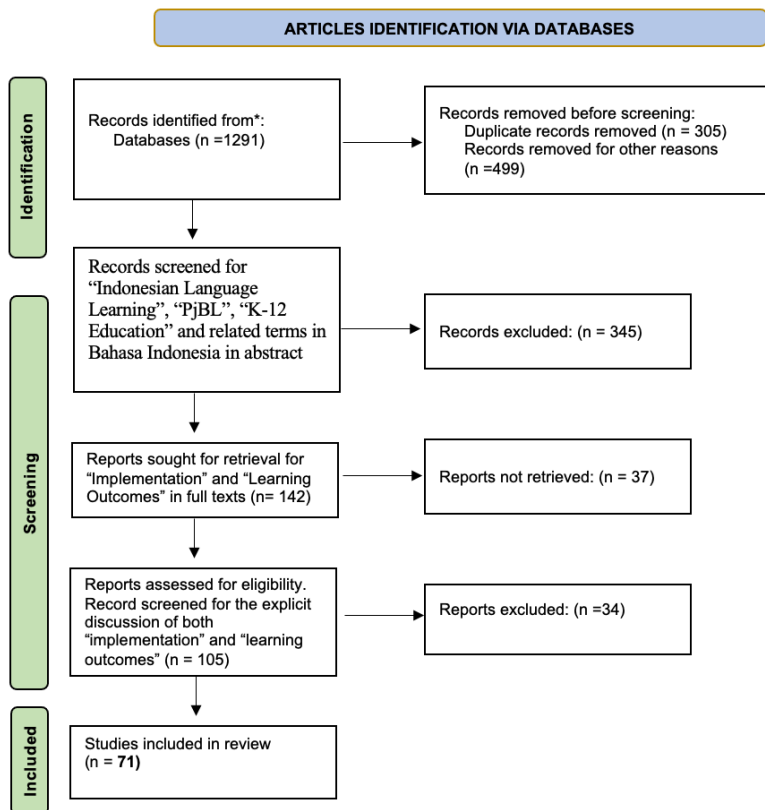 ARTICLES IDENTIFICATION VIA DATABASES
Identification
Records identified from*:
Databases (n =1291)
Records removed before screening:
Duplicate records removed (n = 305)
Records removed for other reasons
(n =499)
Screening
Records screened for
“Indonesian Language
Learning”, “PjBL”, “K-12
Education” and related terms in
Bahasa Indonesia in abstract
Records excluded: (n = 345)
Reports sought for retrieval for
“Implementation” and “Learning
Outcomes” in full texts (n= 142)
Reports not retrieved: (n = 37)
Reports assessed for eligibility.
Record screened for the explicit
discussion of both
“implementation” and “learning
outcomes” (n = 105)
Reports excluded: (n =34)
Included
Studies included in review
(n = 71)